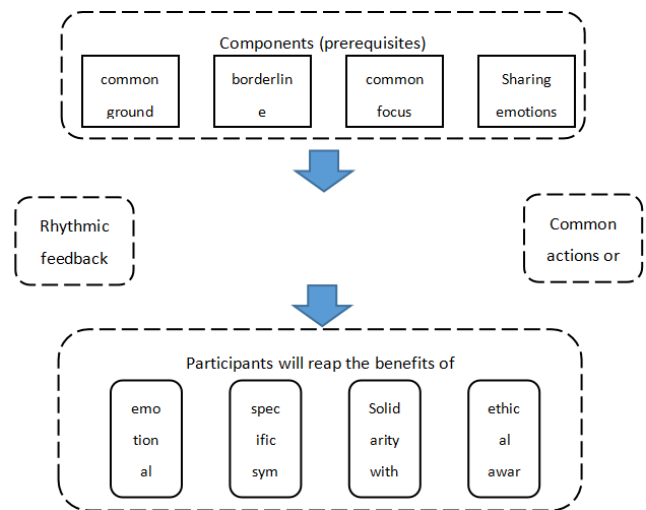 Components (prerequisites)
common
ground
borderlin
e
common
focus
Sharing
emotions
Rhythmic
feedback
Common
actions or
Participants will reap the benefits of
emo
tion
al
spec
ific
sym
Solid
arity
with
ethic
al
awar